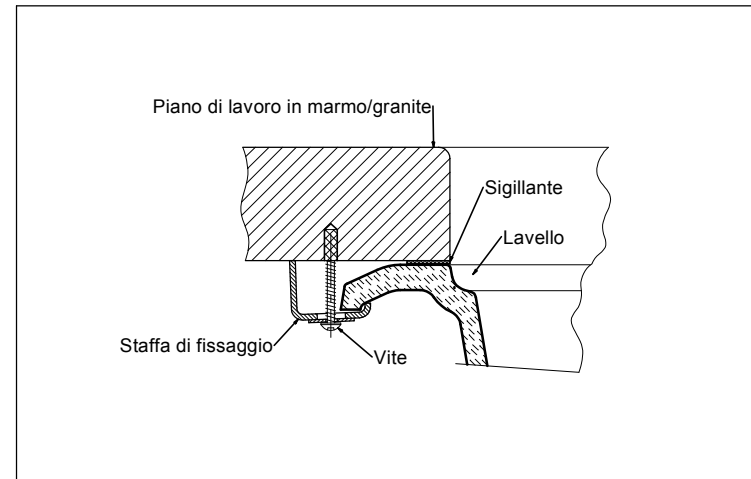 Piano di lavoro in marmo/granite
Sigillante
Lavello
Staffa di fissaggio
Vite